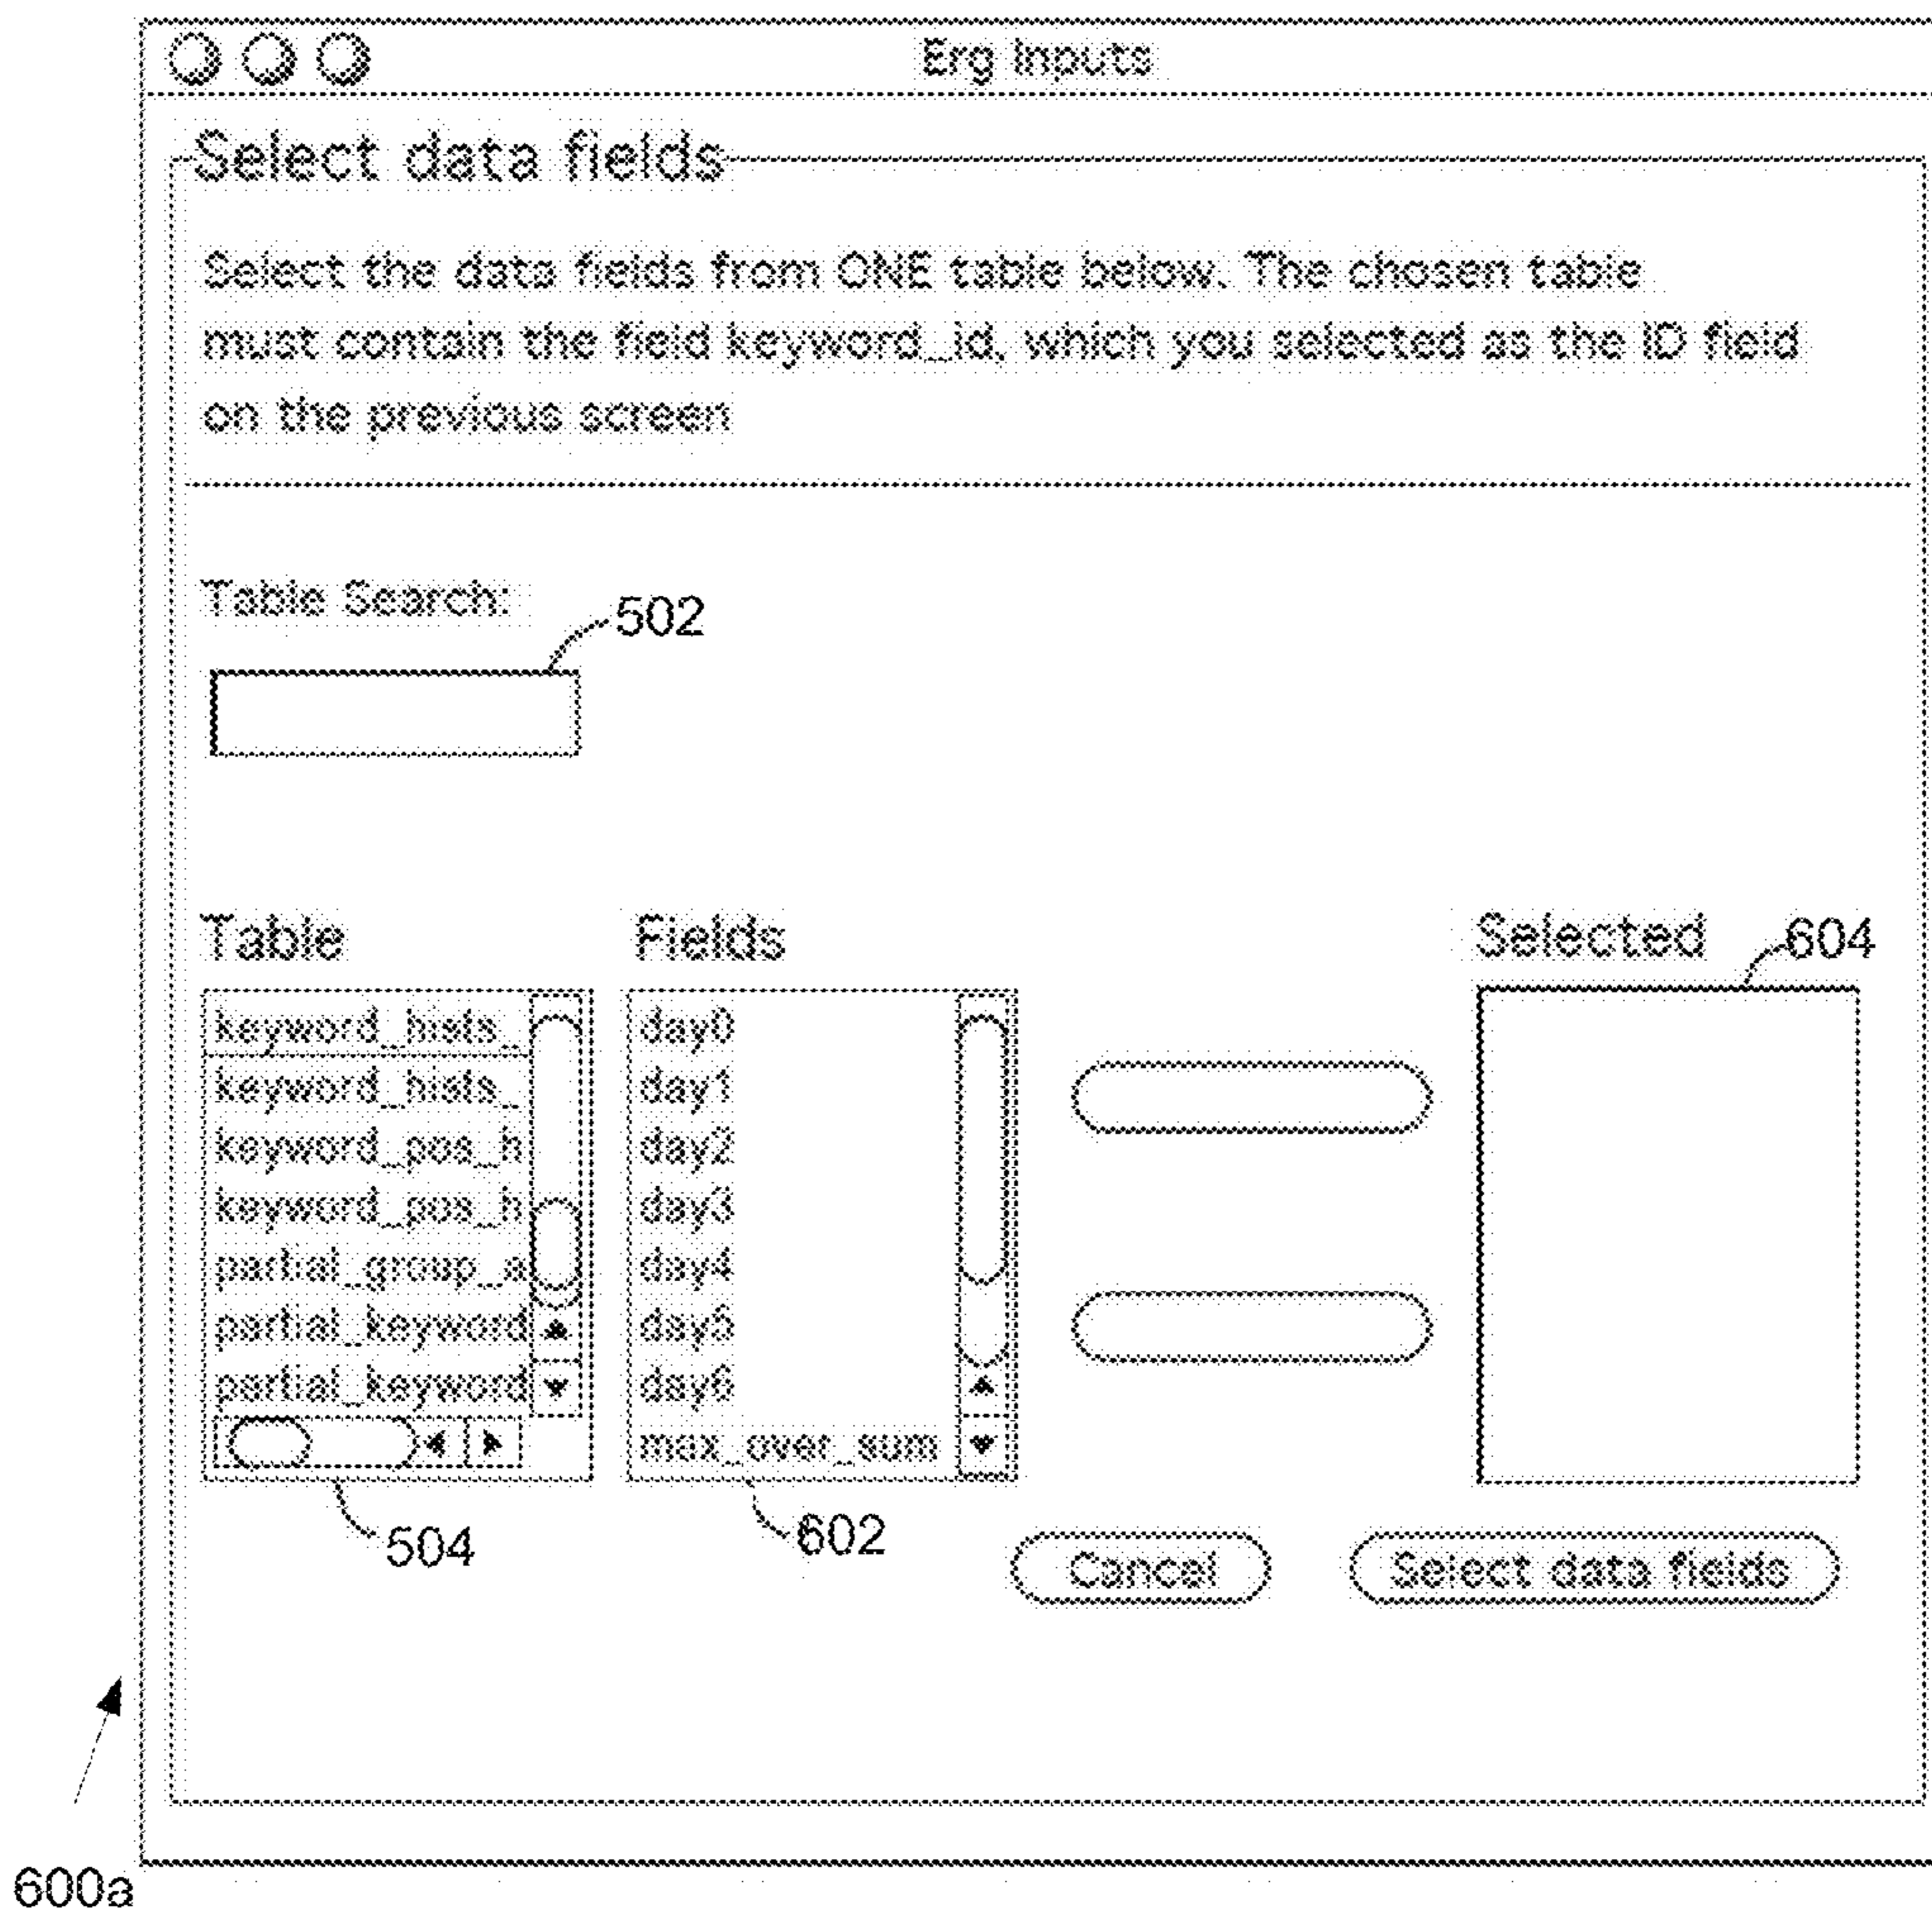 Erg Inputs
Select data fields
Select the data fields from ONE table below. The chosen table
must contain the field keyword_id, which you selected as the ID field
on the previous screen
Table Search:
502
Table
Fields
Selected
604
keyword_hists_
keyword_hists_
keyword_pos_h
keyword_pos_h
partial_group_a
partial_keyword
partial_keyword
day0
day1
day2
day3
day4
day5
day6
max_over_sum
504
602
Cancel
Select data fields
600a